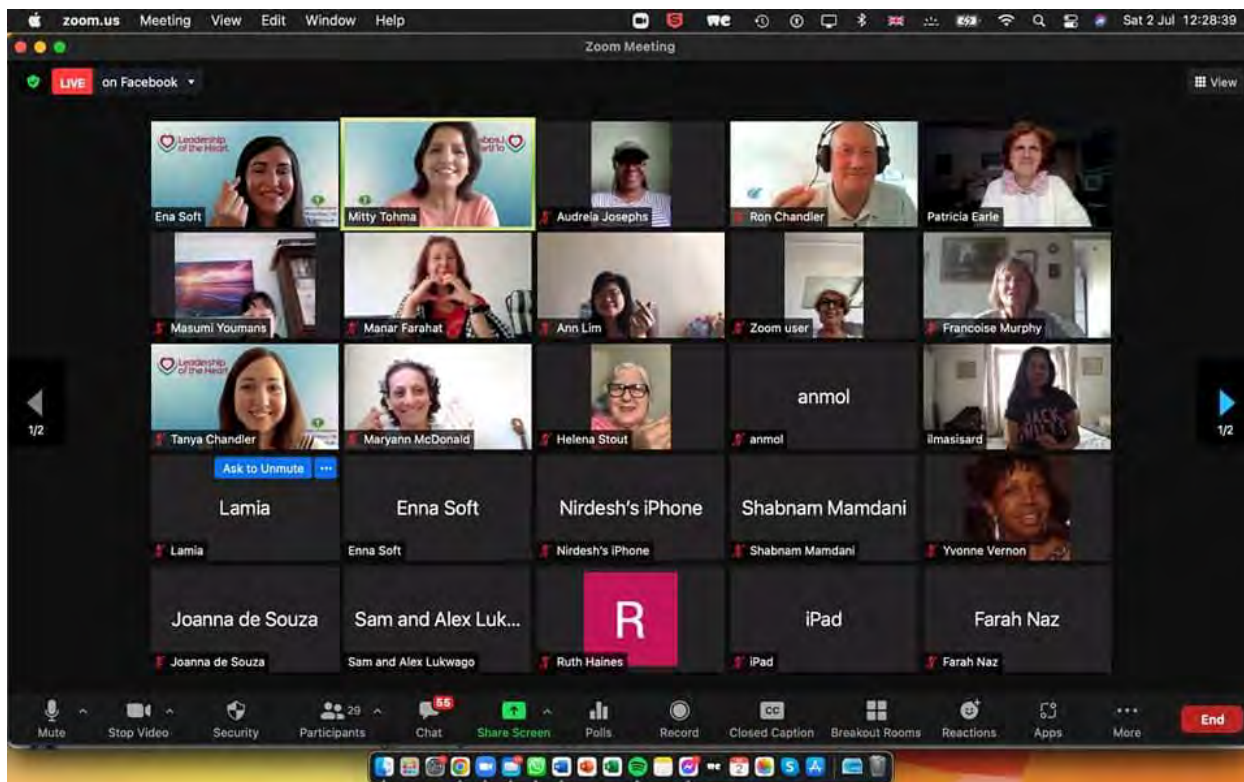 zoom.us Meeting View Edit Window Help Sat 2 Jul 12:28:39
Zoom Meeting
LIVE on Facebook View
Leadership
of the Heart
Ena Soft Mitty Tohma Audreia Josephs Ron Chandler Patricia Earle
Masumi Youmans Manar Farahat Ann Lim Zoom user Francoise Murphy
Leadership
of the Heart
anmol
1/2 1/2
Tanya Chandler Maryann McDonald Helena Stout anmol ilmasisard
Ask to Unmute ...
Lamia Enna Soft Nirdesh's iPhone Shabnam Mamdani
Lamia Enna Soft Nirdesh's iPhone Shabnam Mamdani Yvonne Vernon
Joanna de Souza Sam and Alex Luk... R iPad Farah Naz
Joanna de Souza Sam and Alex Lukwago Ruth Haines iPad Farah Naz
29 55 CC
Mute Stop Video Security Participants Chat Share Screen Polls Record Closed Caption Breakout Rooms Reactions Apps More End